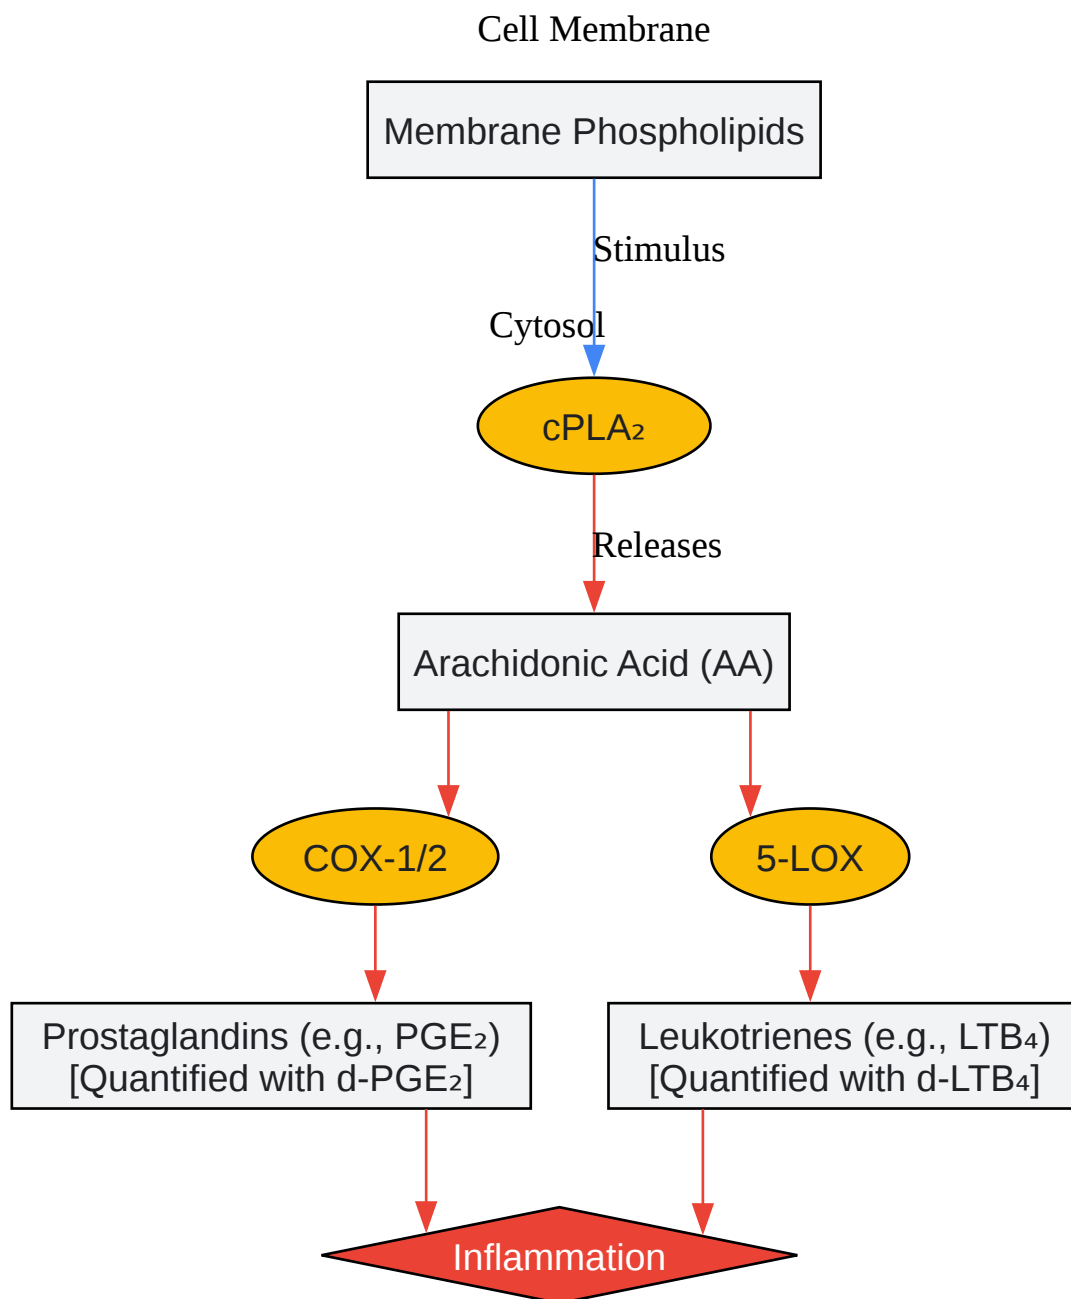 Cell Membrane
Membrane Phospholipids
Stimulus
Cytosol
cPLA₂
Releases
Arachidonic Acid (AA)
COX-1/2
5-LOX
Prostaglandins (e.g., PGE₂)
[Quantified with d-PGE₂]
Leukotrienes (e.g., LTB₄)
[Quantified with d-LTB₄]
Inflammation